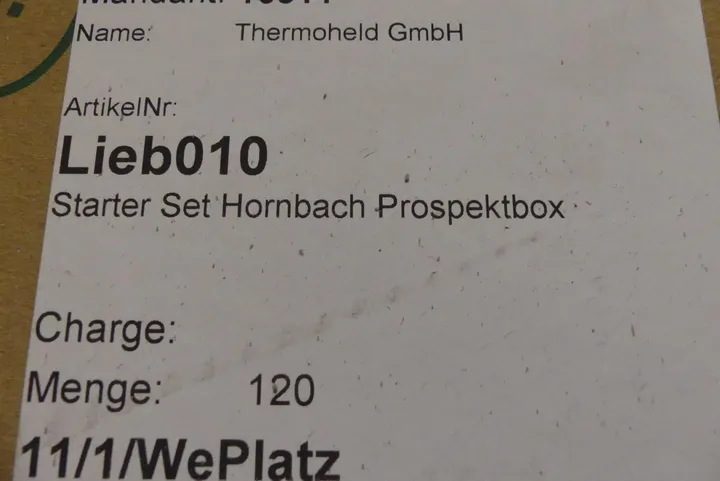 Name: Thermoheld GmbH
ArtikelNr:
Lieb010
Starter Set Hornbach Prospektbox
Charge:
Menge: 120
11/1/WePlatz